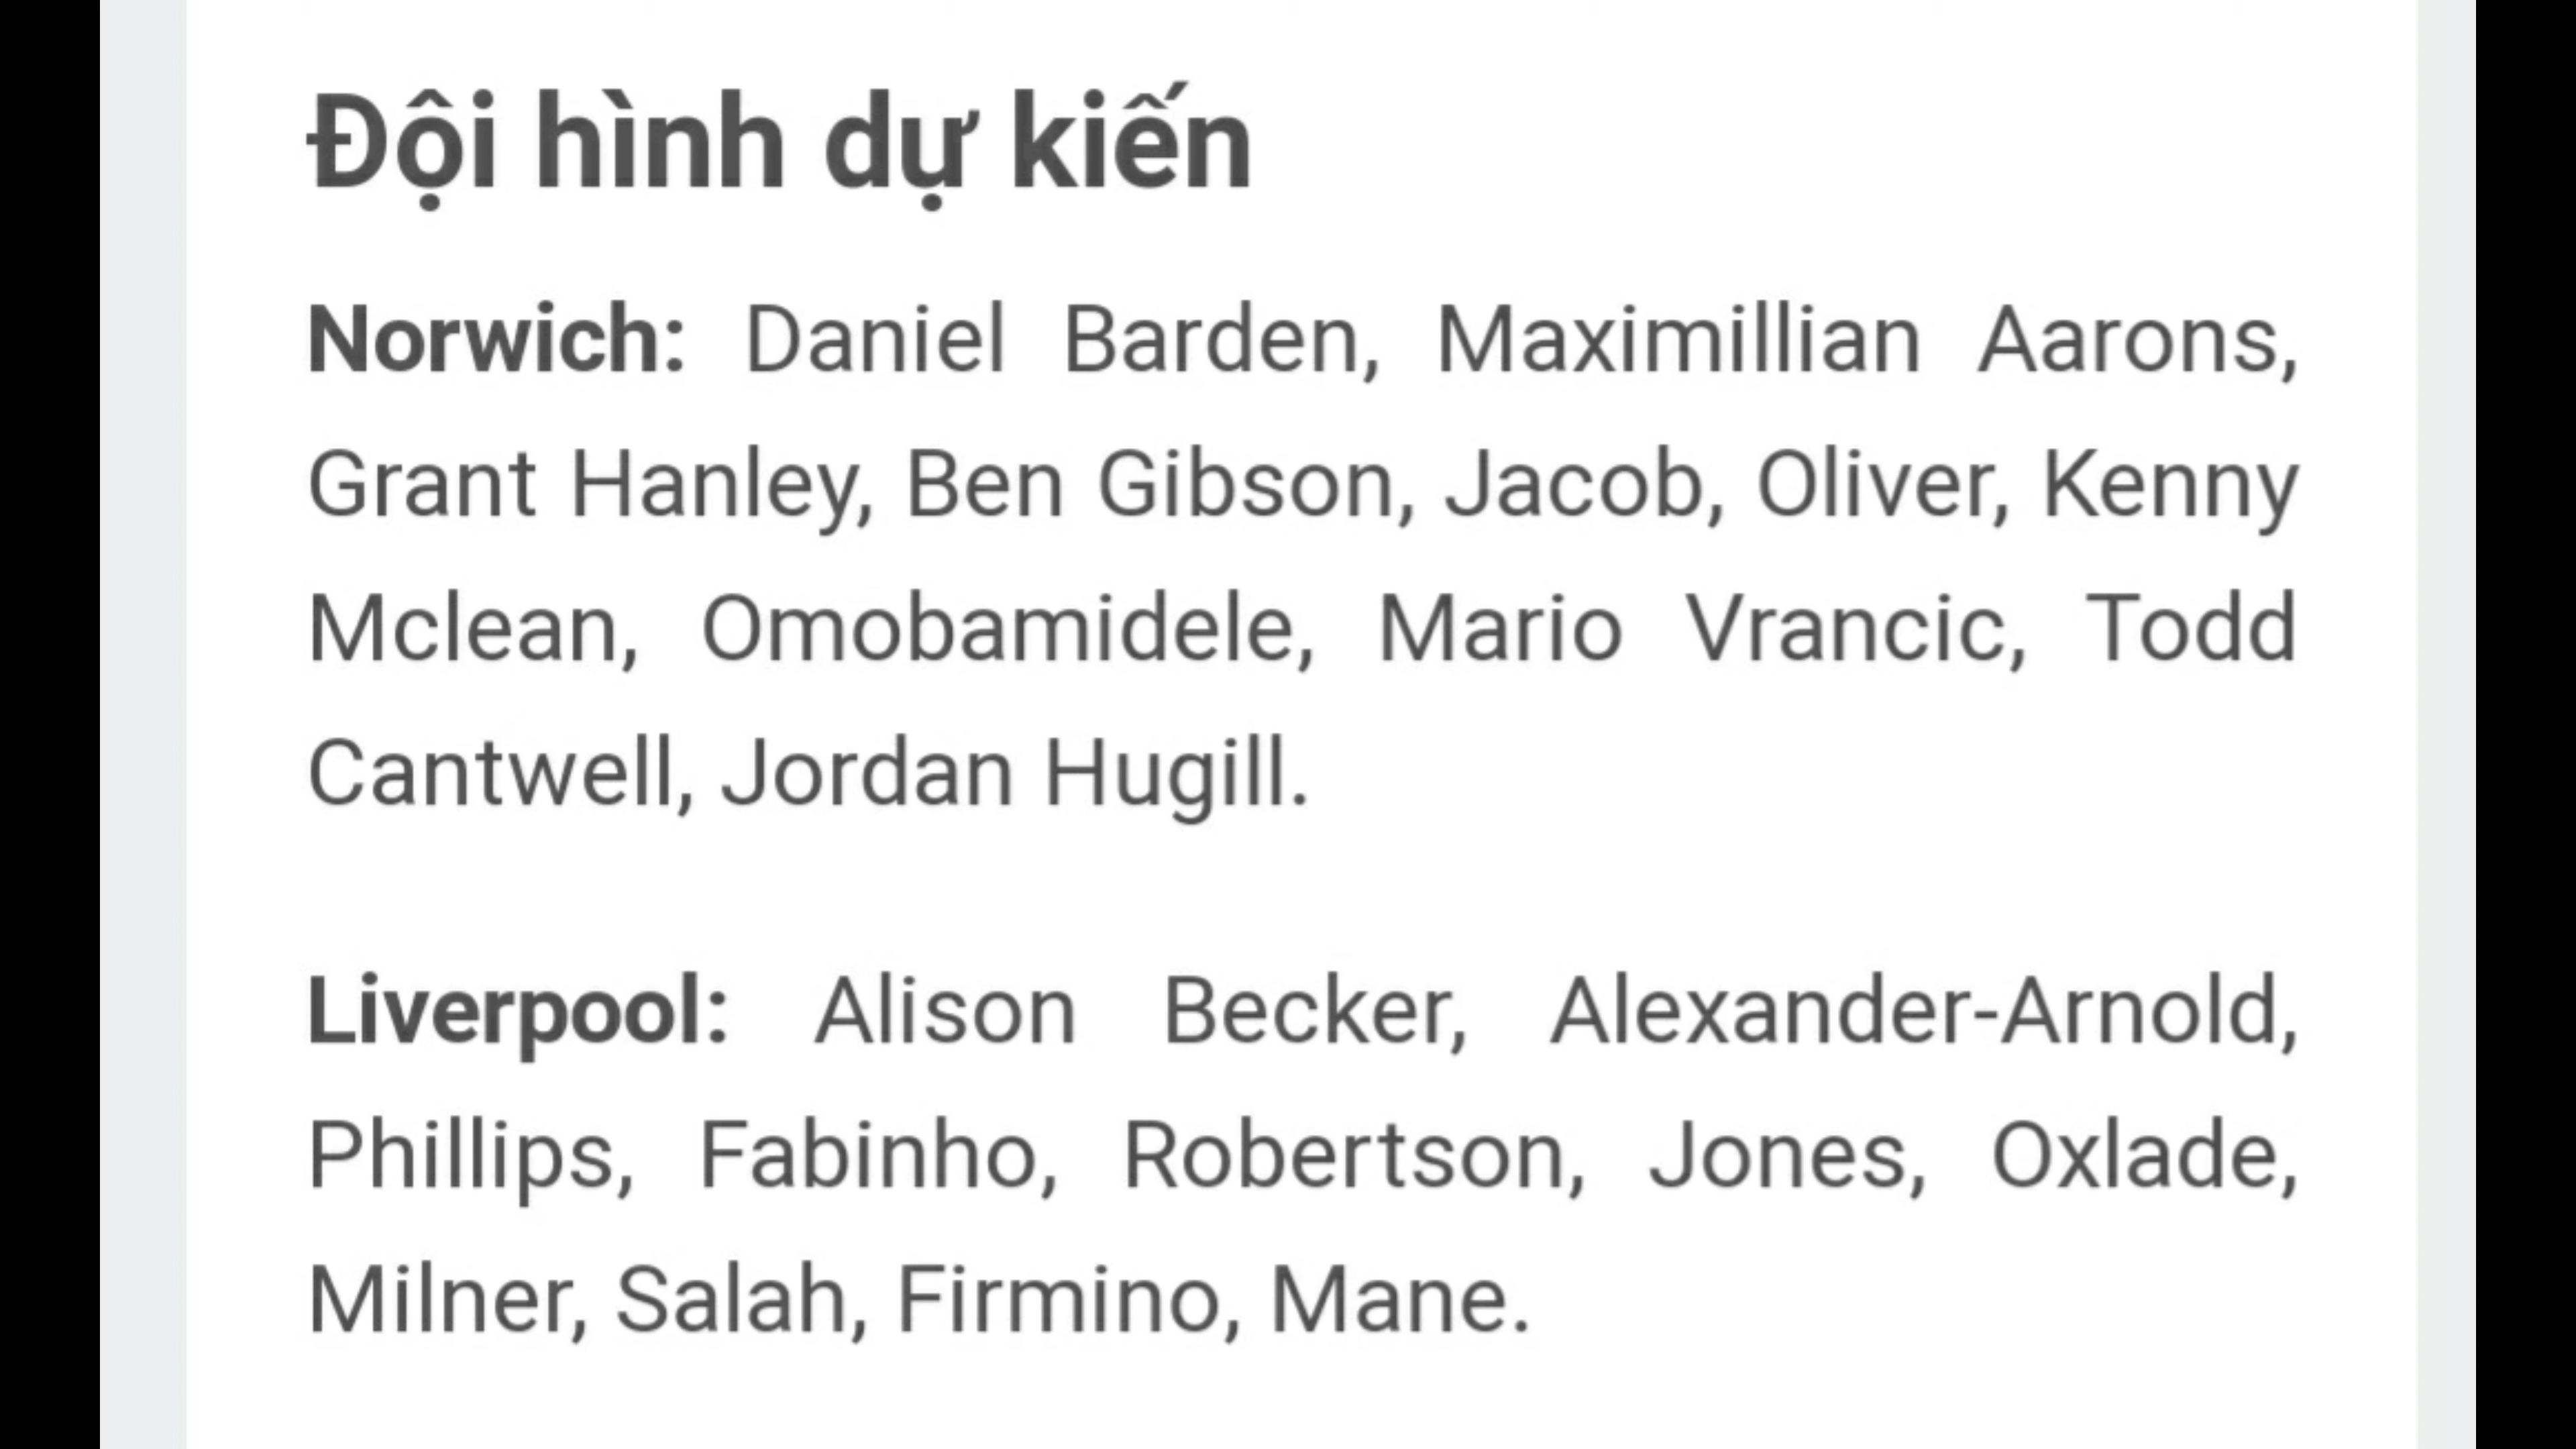 Đội hình dự kiến
Norwich: Daniel Barden, Maximillian Aarons,
Grant Hanley, Ben Gibson, Jacob, Oliver, Kenny
Mclean, Omobamidele, Mario Vrancic, Todd
Cantwell, Jordan Hugill.
Liverpool: Alison Becker, Alexander-Arnold,
Phillips, Fabinho, Robertson, Jones, Oxlade,
Milner, Salah, Firmino, Mane.